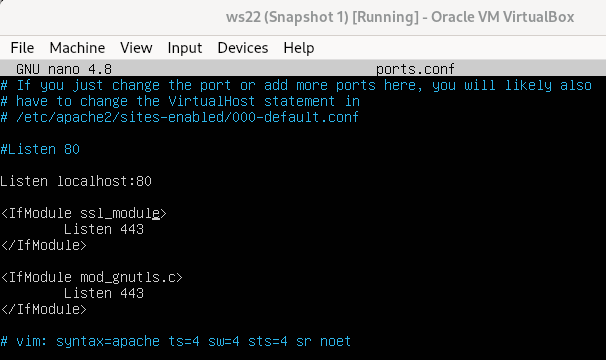 ws22 (Snapshot 1) [Running] - Oracle VM VirtualBox
File Machine View Input Devices Help
GNU nano 4.8 ports.conf
# If you just change the port or add more ports here, you will likely also
# have to change the VirtualHost statement in
# /etc/apache2/sites-enabled/000-default.conf
#Listen 80
Listen localhost:80
<IfModule ssl_module>
Listen 443
</IfModule>
<IfModule mod_gnutls.c>
Listen 443
</IfModule>
# vim: syntax=apache ts=4 sw=4 sts=4 sr noet